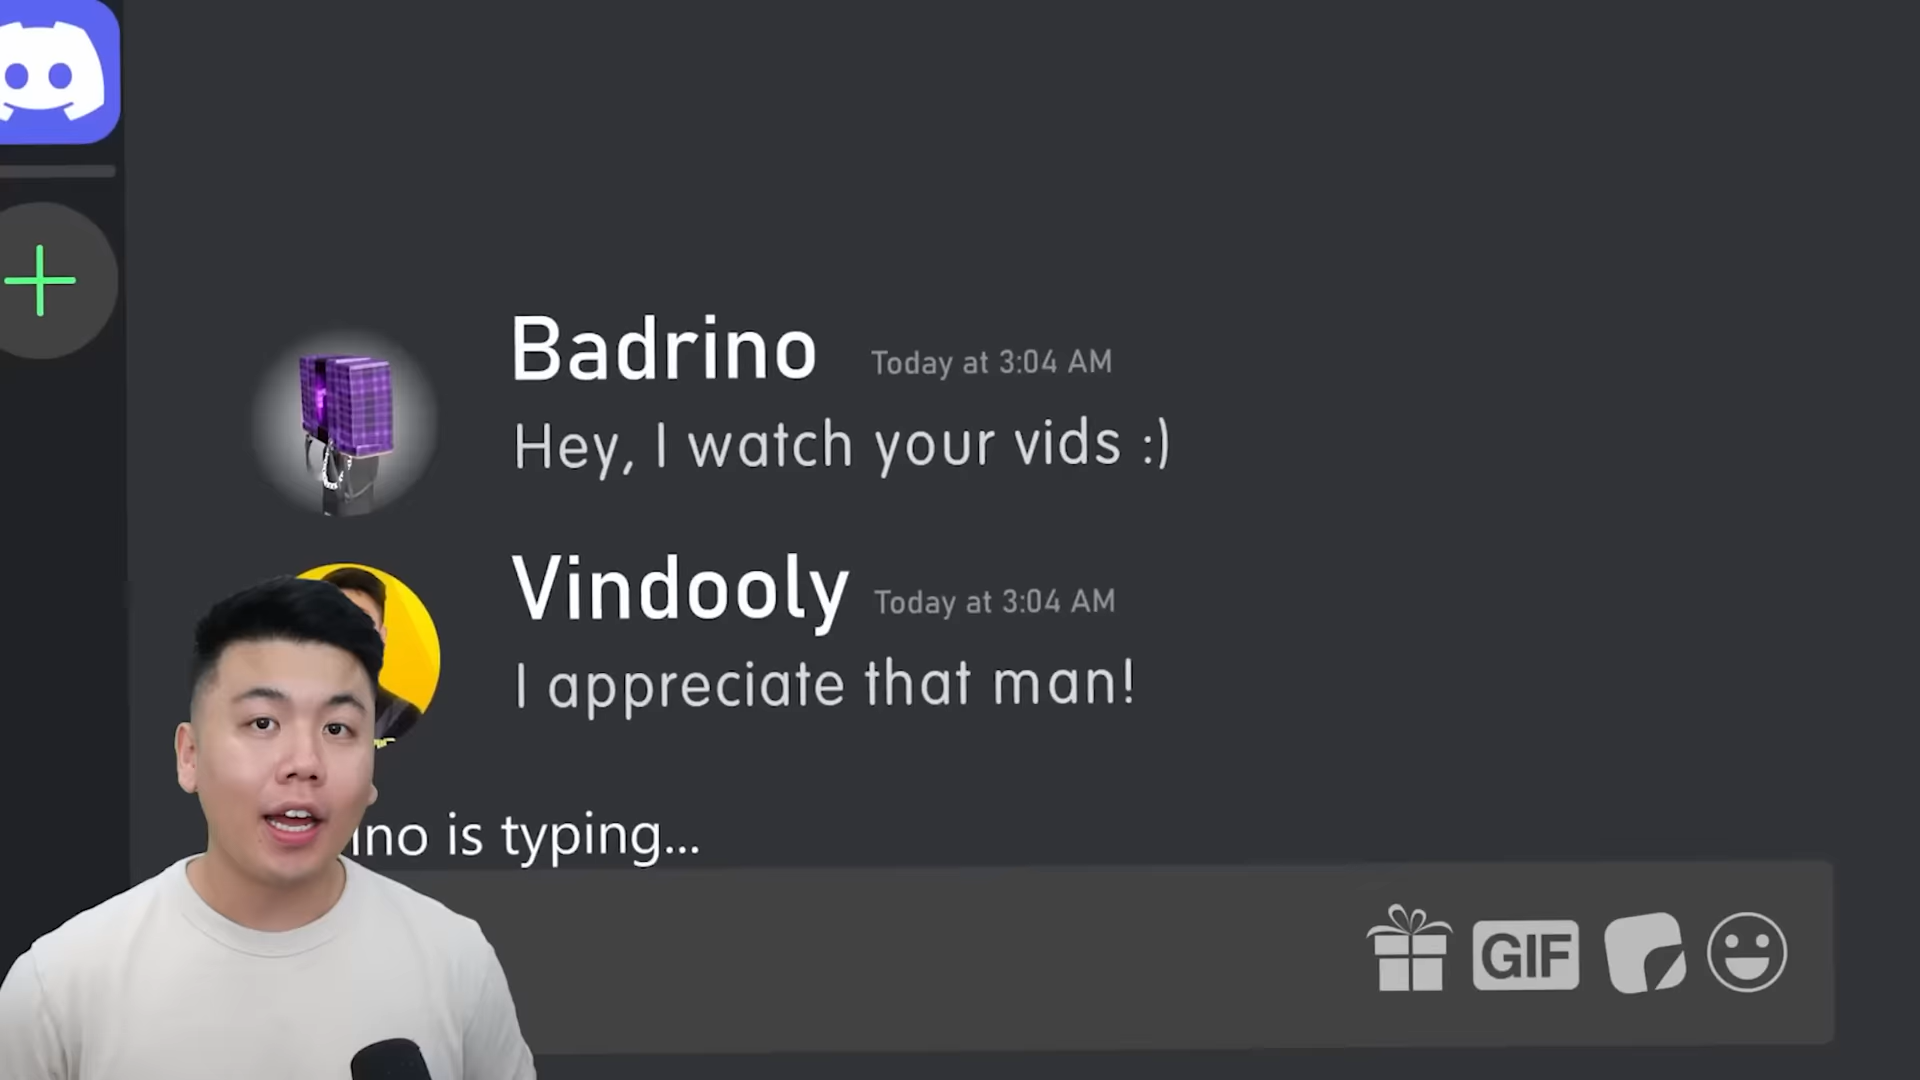 Badrino Today at 3:04 AM
Hey, I watch your vids :)
Vindooly Today at 3:04 AM
I appreciate that man!
ino is typing...
GIF